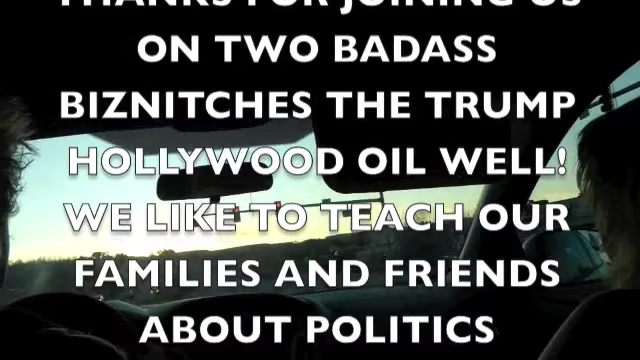 THANKS FOR JOINING US
ON TWO BADASS
BIZNITCHES THE TRUMP
HOLLYWOOD OIL WELL!
WE LIKE TO TEACH OUR
FAMILIES AND FRIENDS
ABOUT POLITICS